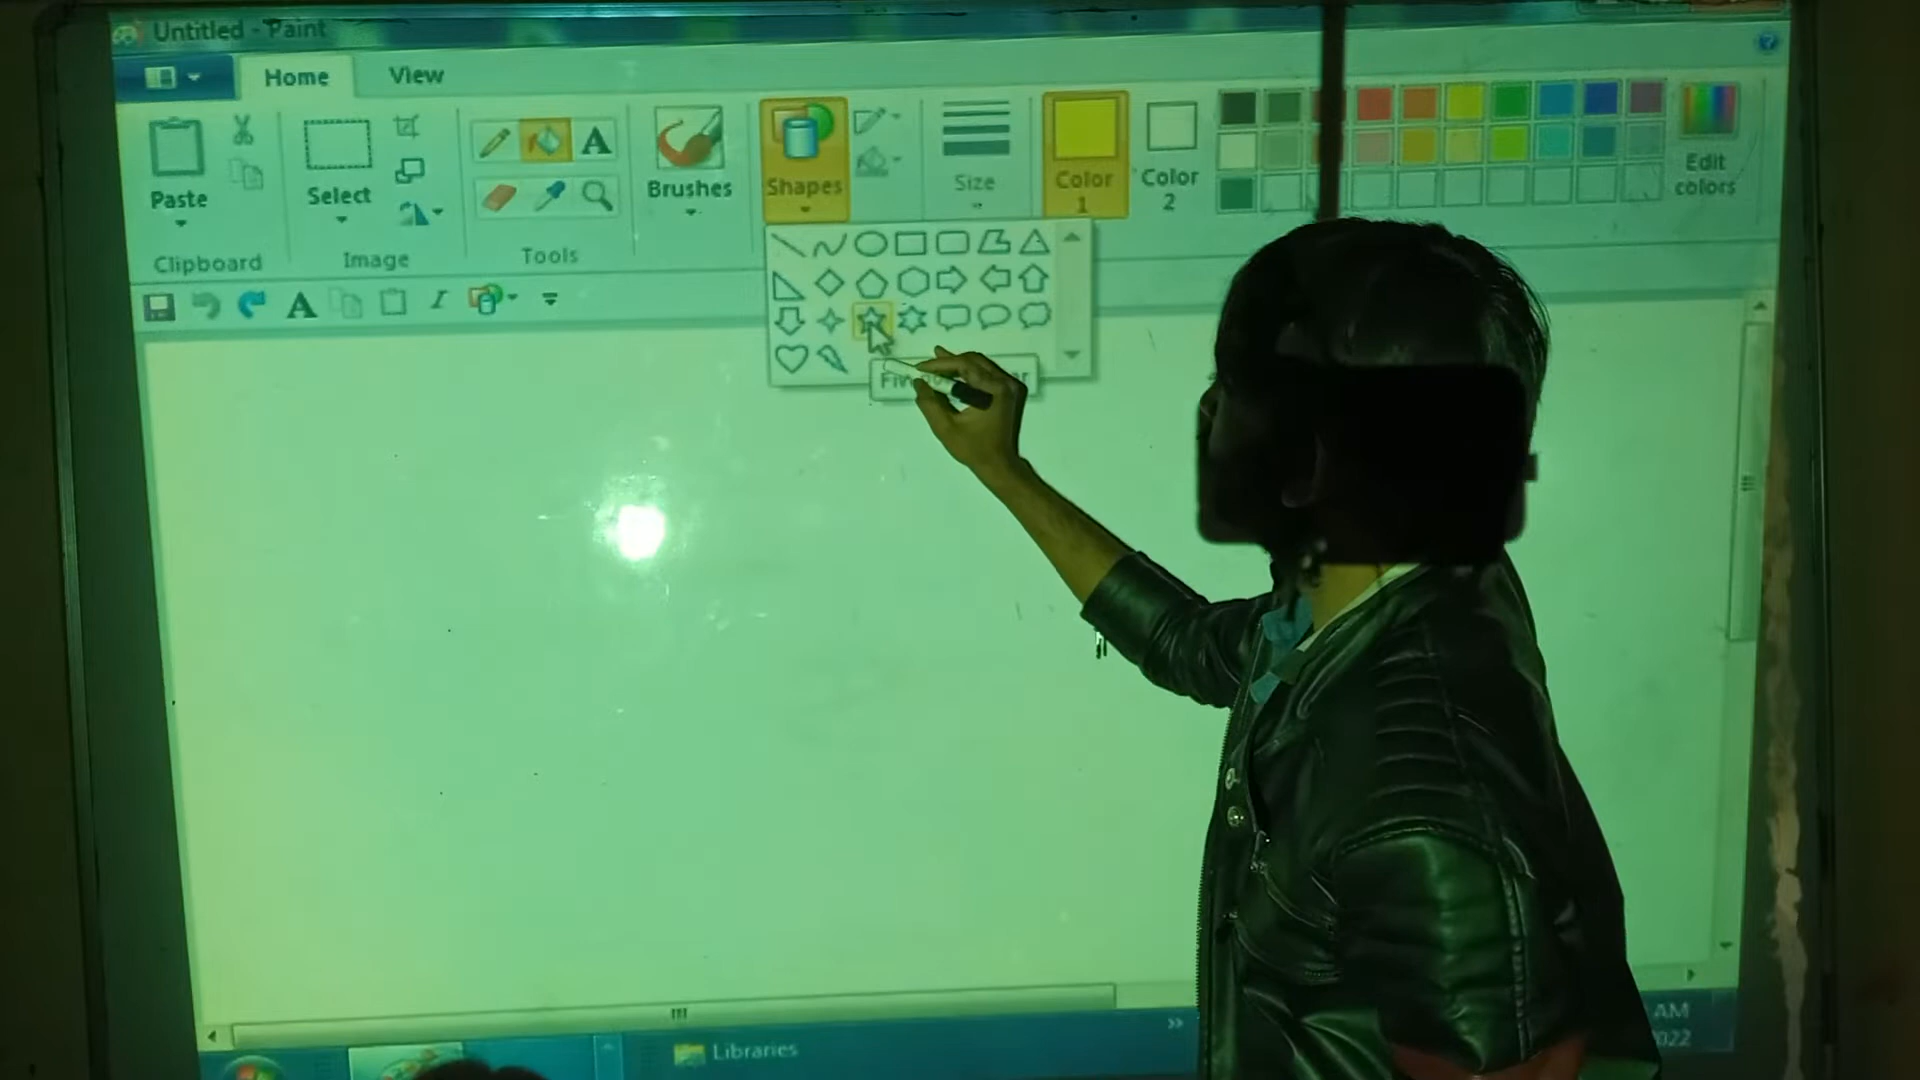 Untitled - Paint
Home View
Paste
Select
A
Brushes
Shapes
Size
Color 1
Color 2
Edit colors
Clipboard
Image
Tools
A I
Libraries
AM